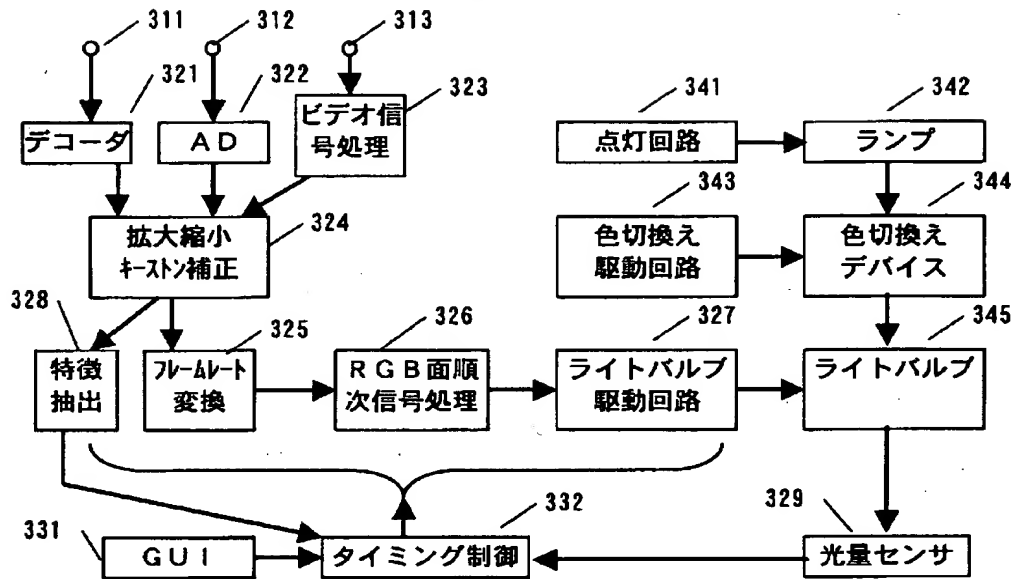 311
312
313
321
322
323
341
342
デコーダ
AD
ビデオ信
号処理
点灯回路
ランプ
324
343
344
拡大縮小
キーストン補正
色切換え
駆動回路
色切換え
デバイス
328
325
326
327
345
特徴
抽出
フレームレート
変換
RGB面順
次信号処理
ライトバルブ
駆動回路
ライトバルブ
331
332
329
GUI
タイミング制御
光量センサ